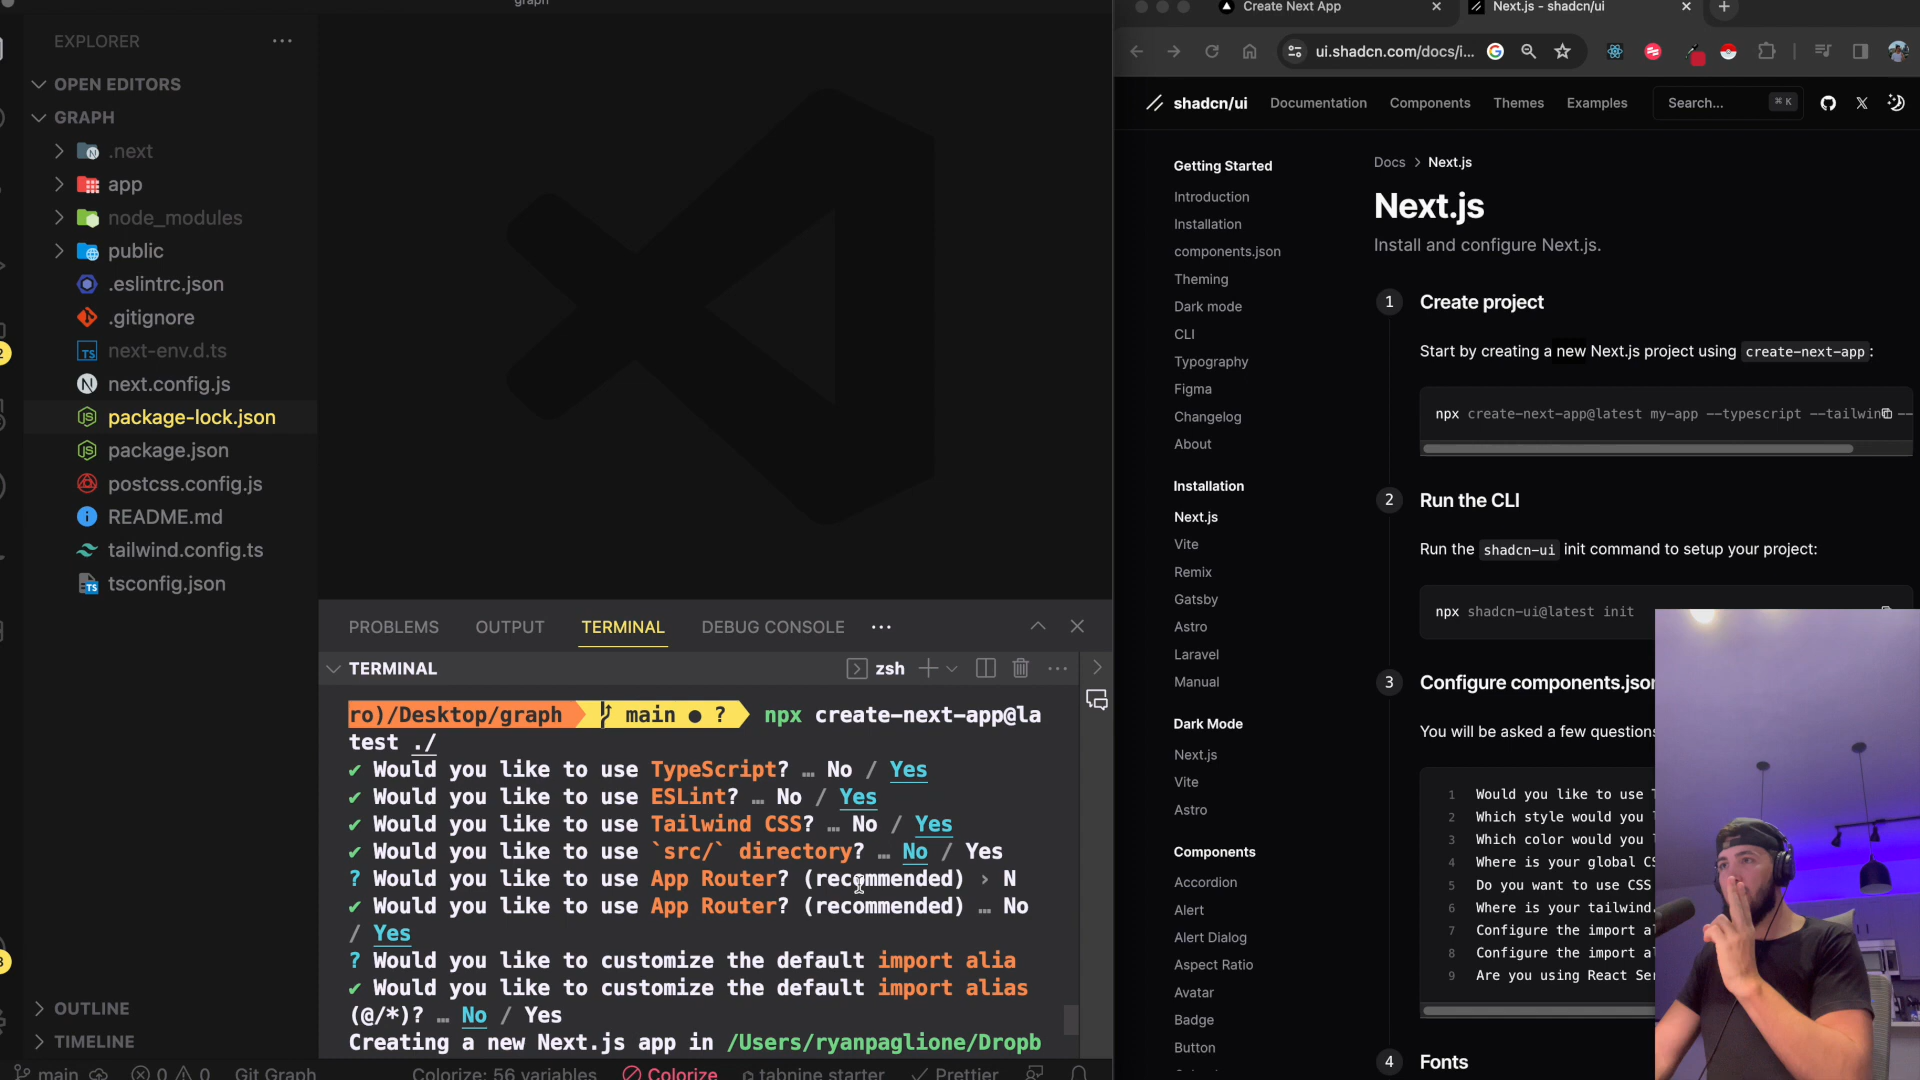 graph
EXPLORER
OPEN EDITORS
GRAPH
.next
app
node_modules
public
.eslintrc.json
.gitignore
next-env.d.ts
next.config.js
package-lock.json
package.json
postcss.config.js
README.md
tailwind.config.ts
tsconfig.json
OUTLINE
TIMELINE
PROBLEMS OUTPUT TERMINAL DEBUG CONSOLE
TERMINAL
zsh
ro)/Desktop/graph main ● ? npx create-next-app@la
test ./
✔ Would you like to use TypeScript? … No / Yes
✔ Would you like to use ESLint? … No / Yes
✔ Would you like to use Tailwind CSS? … No / Yes
✔ Would you like to use `src/` directory? … No / Yes
? Would you like to use App Router? (recommended) › N
✔ Would you like to use App Router? (recommended) … No
/ Yes
? Would you like to customize the default import alia
✔ Would you like to customize the default import alias
(@/*)? … No / Yes
Creating a new Next.js app in /Users/ryanpaglione/Dropb
main 0 0 Git Graph Colorize: 56 variables Colorize tabnine starter Prettier
Create Next App
Next.js - shadcn/ui
ui.shadcn.com/docs/i...
shadcn/ui Documentation Components Themes Examples Search... ⌘ K
Getting Started
Introduction
Installation
components.json
Theming
Dark mode
CLI
Typography
Figma
Changelog
About
Installation
Next.js
Vite
Remix
Gatsby
Astro
Laravel
Manual
Dark Mode
Next.js
Vite
Astro
Components
Accordion
Alert
Alert Dialog
Aspect Ratio
Avatar
Badge
Button
Docs > Next.js
Next.js
Install and configure Next.js.
1 Create project
Start by creating a new Next.js project using create-next-app:
npx create-next-app@latest my-app --typescript --tailwin --
2 Run the CLI
Run the shadcn-ui init command to setup your project:
npx shadcn-ui@latest init
3 Configure components.json
You will be asked a few questions
1 Would you like to use
2 Which style would you
3 Which color would you
4 Where is your global CS
5 Do you want to use CSS
6 Where is your tailwind.
7 Configure the import al
8 Configure the import al
9 Are you using React Ser
4 Fonts